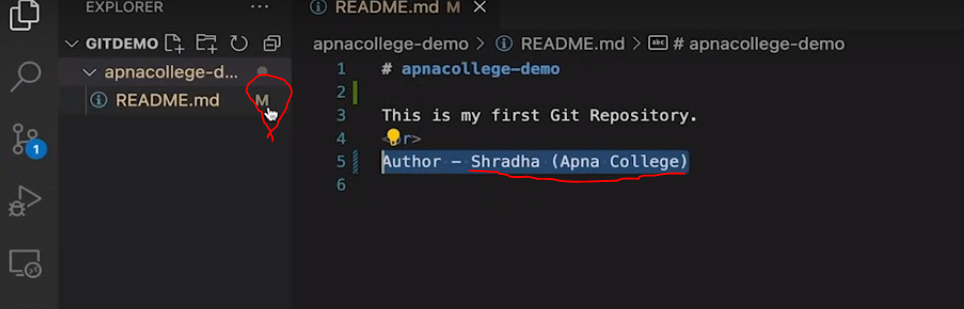 EXPLORER ···
README.md M ×
GITDEMO
apnacollege-demo > README.md > # apnacollege-demo
apnacollege-d...
README.md M
1 # apnacollege-demo
2
3 This is my first Git Repository.
4 r>
5 Author – Shradha (Apna College)
6
1